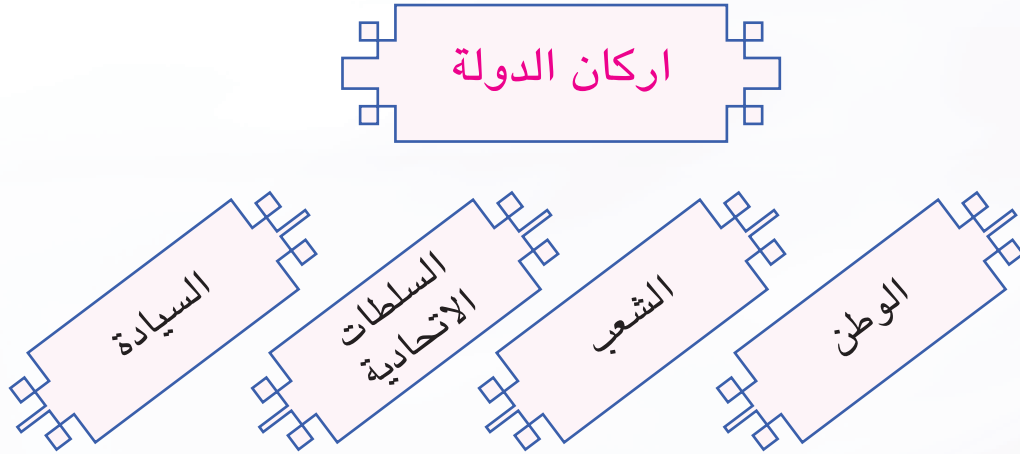 اركان الدولة
الوطن
الشعب
السلطات
الاتحادية
السيادة